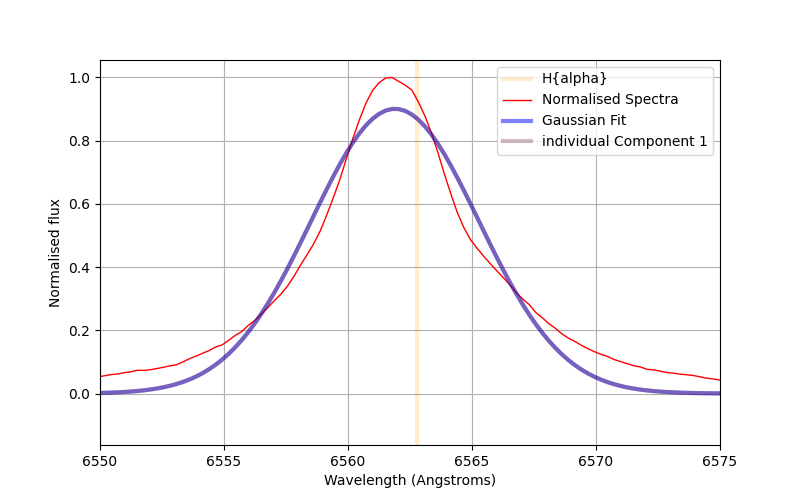 H{alpha}
Normalised Spectra
Gaussian Fit
individual Component 1
Normalised flux
1.0
0.8
0.6
0.4
0.2
0.0
6550 6555 6560 6565 6570 6575
Wavelength (Angstroms)